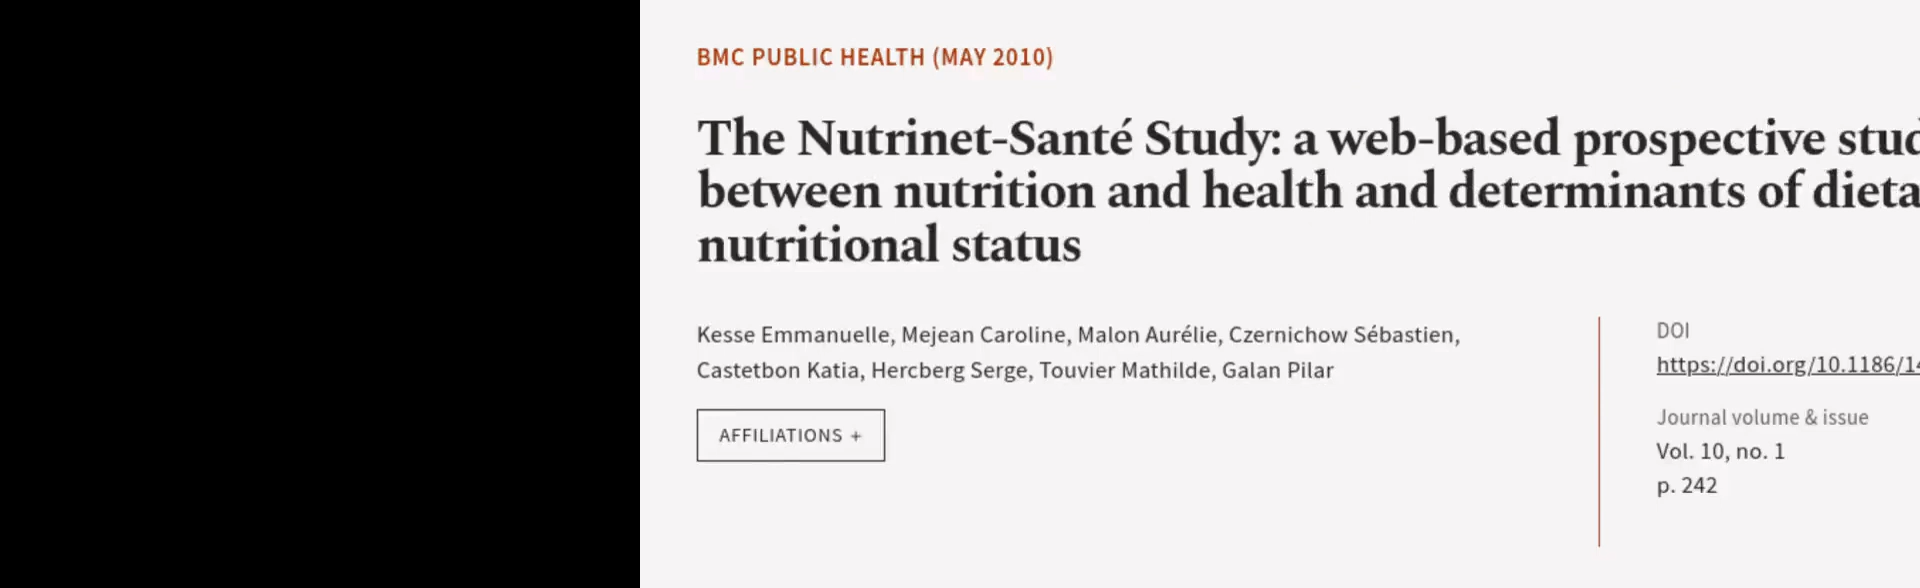 BMC PUBLIC HEALTH (MAY 2010)
The Nutrinet-Santé Study: a web-based prospective
between nutrition and health and determinants of
nutritional status
Kesse Emmanuelle, Mejean Caroline, Malon Aurélie, Czernichow Sébastien,
Castetbon Katia, Hercberg Serge, Touvier Mathilde, Galan Pilar
AFFILIATIONS +
DOI
https://doi.org/10.1186/1
Journal volume & issue
Vol. 10, no. 1
p. 242